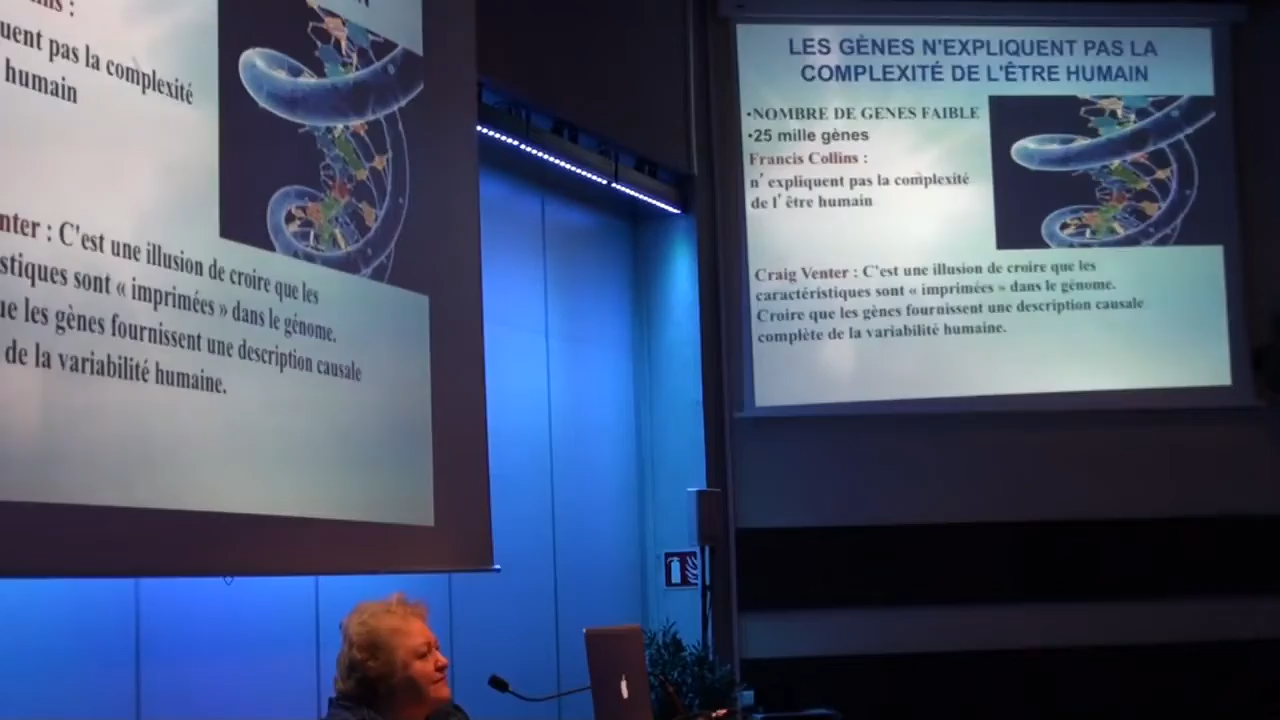 ns :
uent pas la complexité
humain
N
nter : C'est une illusion de croire que les
stiques sont « imprimées » dans le génome.
ue les gènes fournissent une description causale
de la variabilité humaine.
LES GÈNES N'EXPLIQUENT PAS LA
COMPLEXITÉ DE L'ÊTRE HUMAIN
•NOMBRE DE GENES FAIBLE
•25 mille gènes
Francis Collins :
n' expliquent pas la complexité
de l' être humain
Craig Venter : C'est une illusion de croire que les
caractéristiques sont « imprimées » dans le génome.
Croire que les gènes fournissent une description causale
complète de la variabilité humaine.